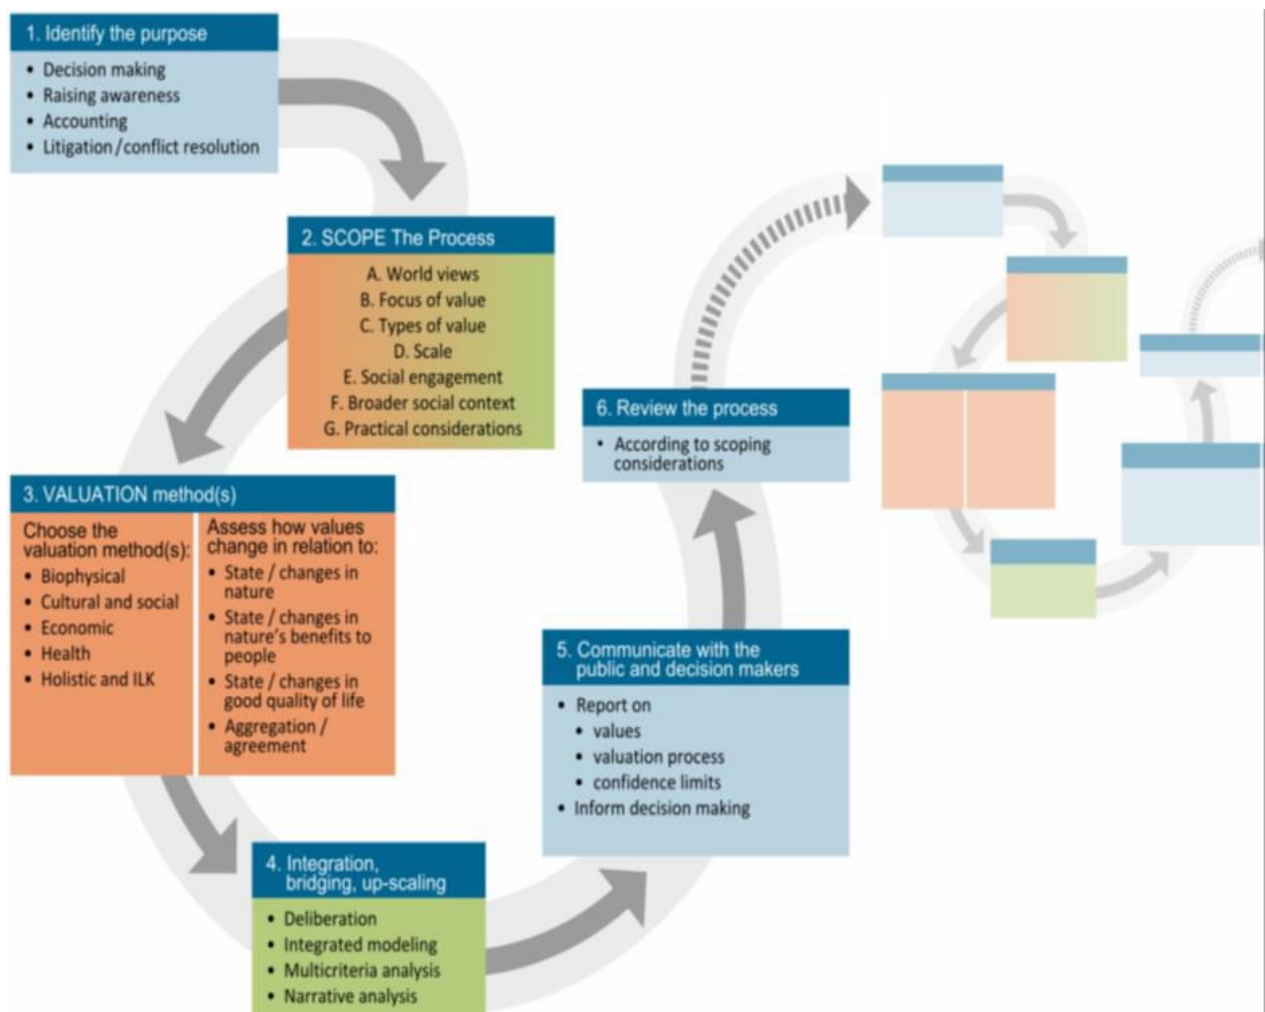 1. Identify the purpose
• Decision making
• Raising awareness
• Accounting
• Litigation/conflict resolution
2. SCOPE The Process
A. World views
B. Focus of value
C. Types of value
D. Scale
E. Social engagement
F. Broader social context
G. Practical considerations
3. VALUATION method(s)
Choose the
valuation method(s):
• Biophysical
• Cultural and social
• Economic
• Health
• Holistic and ILK
Assess how values
change in relation to:
• State / changes in
nature
• State / changes in
nature's benefits to
people
• State / changes in
good quality of life
• Aggregation /
agreement
4. Integration,
bridging, up-scaling
• Deliberation
• Integrated modeling
• Multicriteria analysis
• Narrative analysis
5. Communicate with the
public and decision makers
• Report on
• values
• valuation process
• confidence limits
• Inform decision making
6. Review the process
• According to scoping
considerations